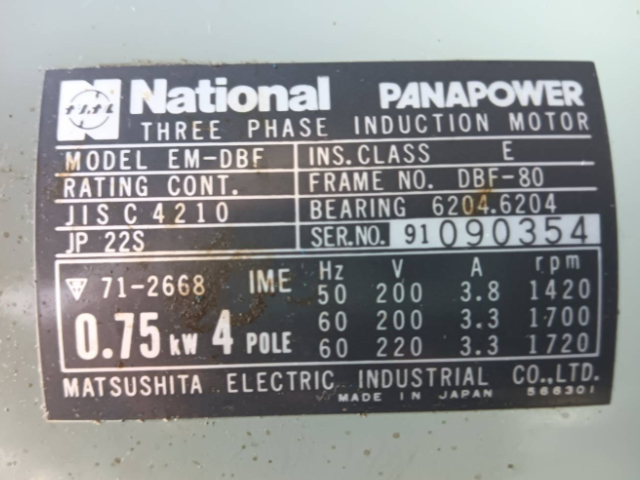 National PANAPOWER
THREE PHASE INDUCTION MOTOR
MODEL EM-DBF INS.CLASS E
RATING CONT. FRAME NO. DBF-80
JIS C 4210 BEARING 6204.6204
JP 22S SER.NO. 91 090354
71-2668 IME Hz V A rpm
50 200 3.8 1420
0.75 kW 4 POLE 60 200 3.3 1700
60 220 3.3 1720
MATSUSHITA ELECTRIC INDUSTRIAL CO.,LTD.
MADE IN JAPAN 566301